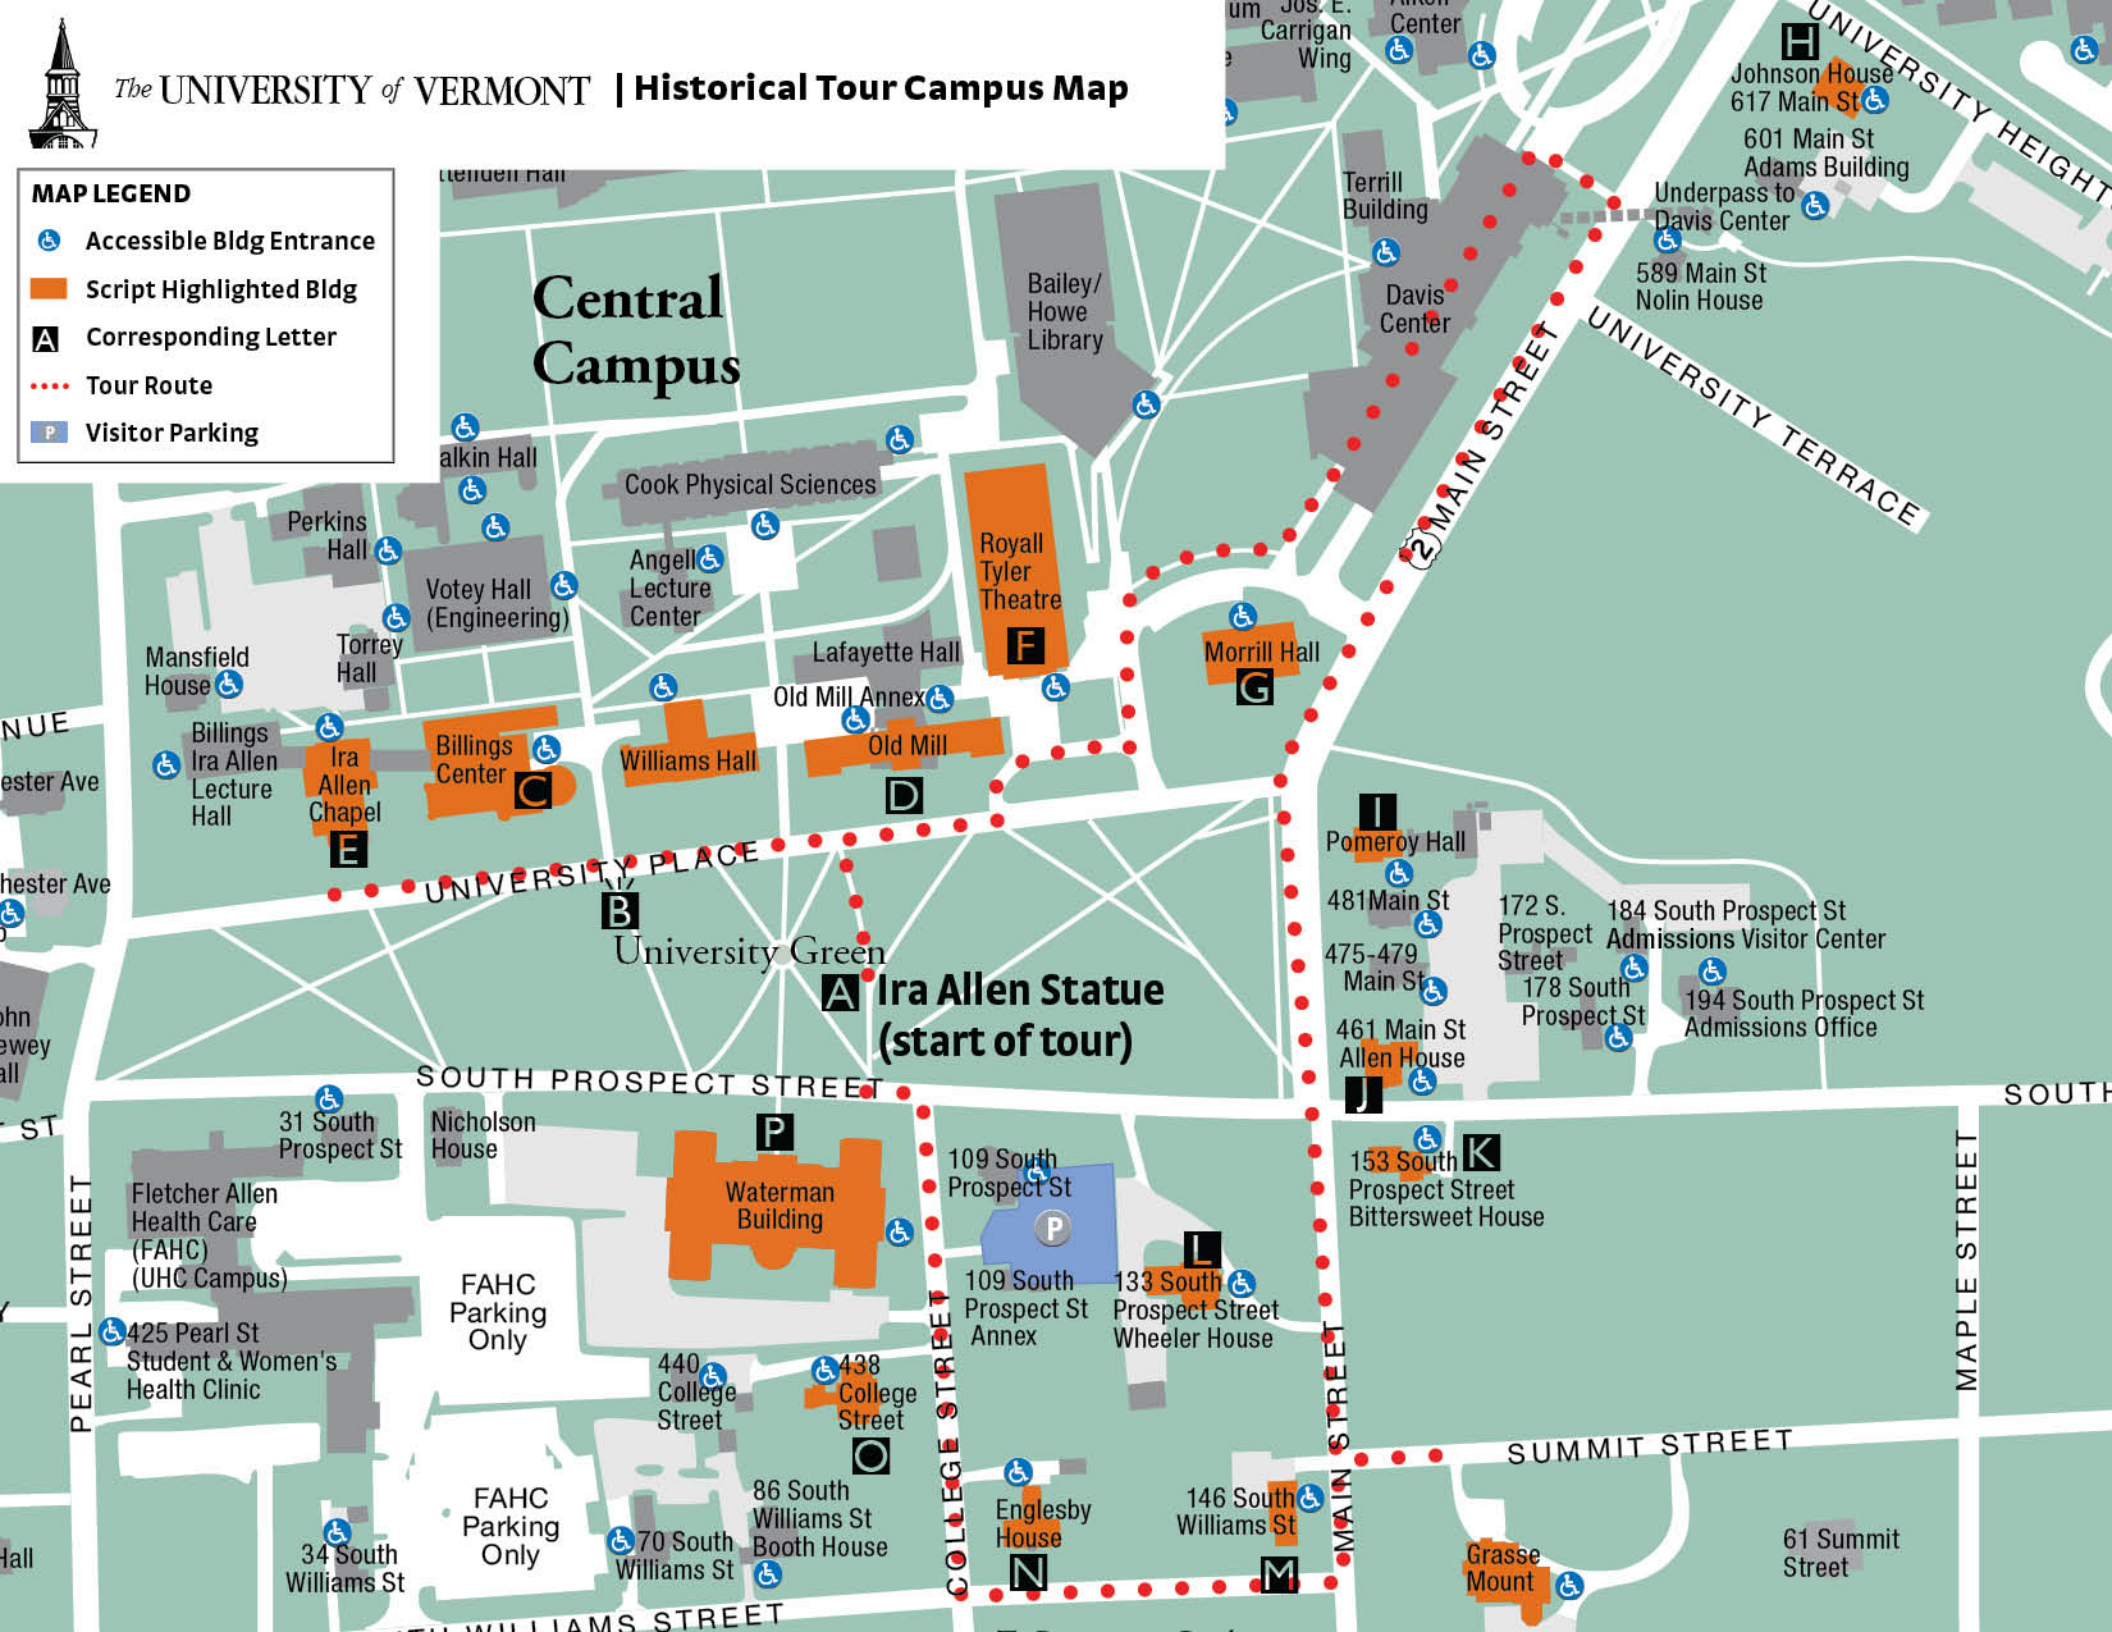 The UNIVERSITY of VERMONT | Historical Tour Campus Map
MAP LEGEND
Accessible Bldg Entrance
Script Highlighted Bldg
A Corresponding Letter
Tour Route
P Visitor Parking
um Jos. E.
Carrigan
Wing
Center
H
Johnson House
617 Main St
601 Main St
Adams Building
Underpass to
Davis Center
589 Main St
Nolin House
UNIVERSITY HEIGHT
UNIVERSITY TERRACE
Terrill
Building
Davis
Center
MAIN STREET
2
MAIN STREET
Central
Campus
Bailey/
Howe
Library
alkin Hall
Cook Physical Sciences
Perkins
Hall
Votey Hall
(Engineering)
Angell
Lecture
Center
Royall
Tyler
Theatre
F
Torrey
Hall
Mansfield
House
Lafayette Hall
Morrill Hall
G
Old Mill Annex
Old Mill
D
NUE
ester Ave
Billings
Ira Allen
Lecture
Hall
Ira
Allen
Chapel
E
Billings
Center
C
Williams Hall
UNIVERSITY PLACE
B
University Green
A Ira Allen Statue
(start of tour)
hester Ave
ohn
ewey
all
I
Pomeroy Hall
481Main St
475-479
Main St
461 Main St
Allen House
J
172 S.
Prospect
Street
184 South Prospect St
Admissions Visitor Center
178 South
Prospect St
194 South Prospect St
Admissions Office
SOUTH PROSPECT STREET
SOUTH
ST
31 South
Prospect St
Nicholson
House
P
Waterman
Building
109 South
Prospect St
P
109 South
Prospect St
Annex
L
133 South
Prospect Street
Wheeler House
K
153 South
Prospect Street
Bittersweet House
PEARL STREET
Fletcher Allen
Health Care
(FAHC)
(UHC Campus)
425 Pearl St
Student & Women's
Health Clinic
FAHC
Parking
Only
440
College
Street
438
College
Street
O
COLLEGE STREET
MAIN STREET
MAIN STREET
MAPLE STREET
SUMMIT STREET
FAHC
Parking
Only
34 South
Williams St
70 South
Williams St
86 South
Williams St
Booth House
Englesby
House
N
146 South
Williams St
M
Grasse
Mount
61 Summit
Street
Hall
WILLIAMS STREET